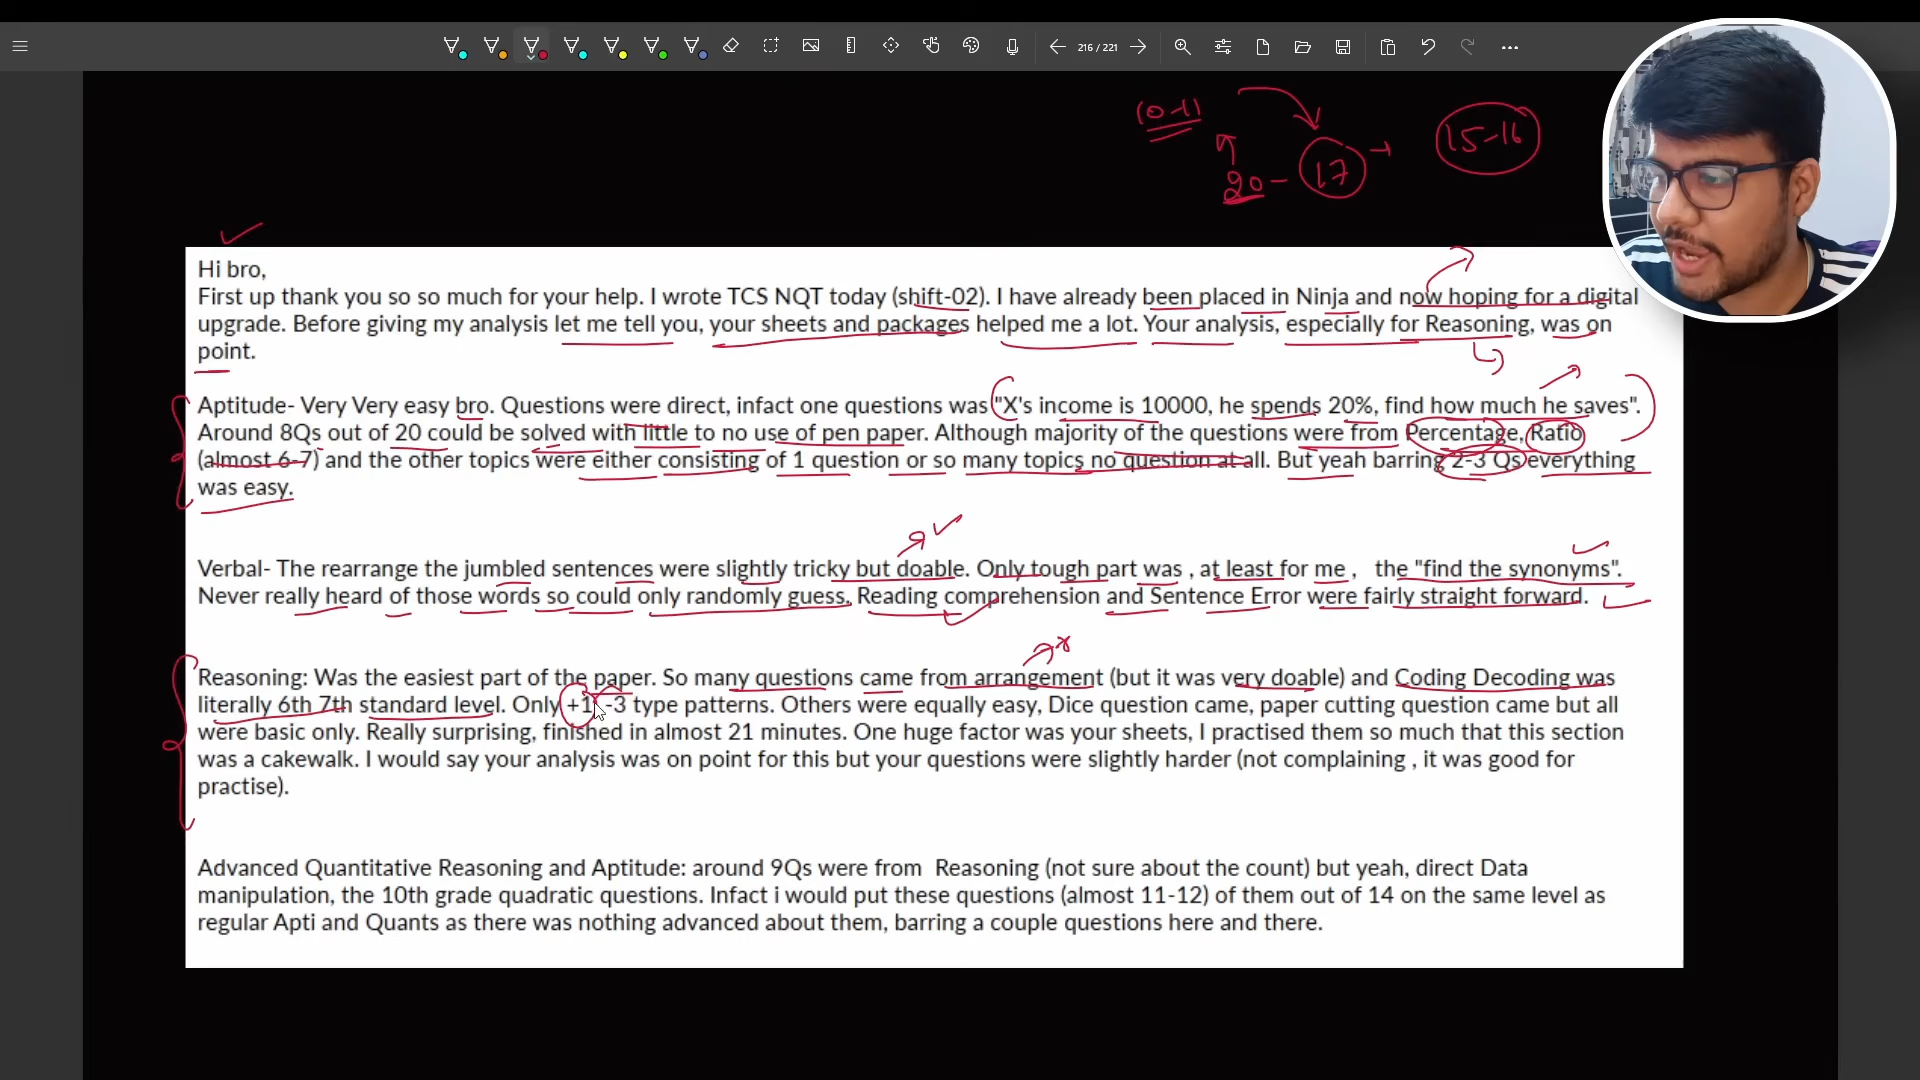 216 / 221
10-11
20-
17
15-16
Hi bro,
First up thank you so so much for your help. I wrote TCS NQT today (shift-02). I have already been placed in Ninja and now hoping for a digital
upgrade. Before giving my analysis let me tell you, your sheets and packages helped me a lot. Your analysis, especially for Reasoning, was on
point.
Aptitude- Very Very easy bro. Questions were direct, infact one questions was "X's income is 10000, he spends 20%, find how much he saves".
Around 8Qs out of 20 could be solved with little to no use of pen paper. Although majority of the questions were from Percentage, Ratio
(almost 6-7) and the other topics were either consisting of 1 question or so many topics no question at all. But yeah barring 2-3 Qs everything
was easy.
Verbal- The rearrange the jumbled sentences were slightly tricky but doable. Only tough part was , at least for me , the "find the synonyms".
Never really heard of those words so could only randomly guess. Reading comprehension and Sentence Error were fairly straight forward.
Reasoning: Was the easiest part of the paper. So many questions came from arrangement (but it was very doable) and Coding Decoding was
literally 6th 7th standard level. Only +1, -3 type patterns. Others were equally easy, Dice question came, paper cutting question came but all
were basic only. Really surprising, finished in almost 21 minutes. One huge factor was your sheets, I practised them so much that this section
was a cakewalk. I would say your analysis was on point for this but your questions were slightly harder (not complaining , it was good for
practise).
Advanced Quantitative Reasoning and Aptitude: around 9Qs were from Reasoning (not sure about the count) but yeah, direct Data
manipulation, the 10th grade quadratic questions. Infact i would put these questions (almost 11-12) of them out of 14 on the same level as
regular Apti and Quants as there was nothing advanced about them, barring a couple questions here and there.